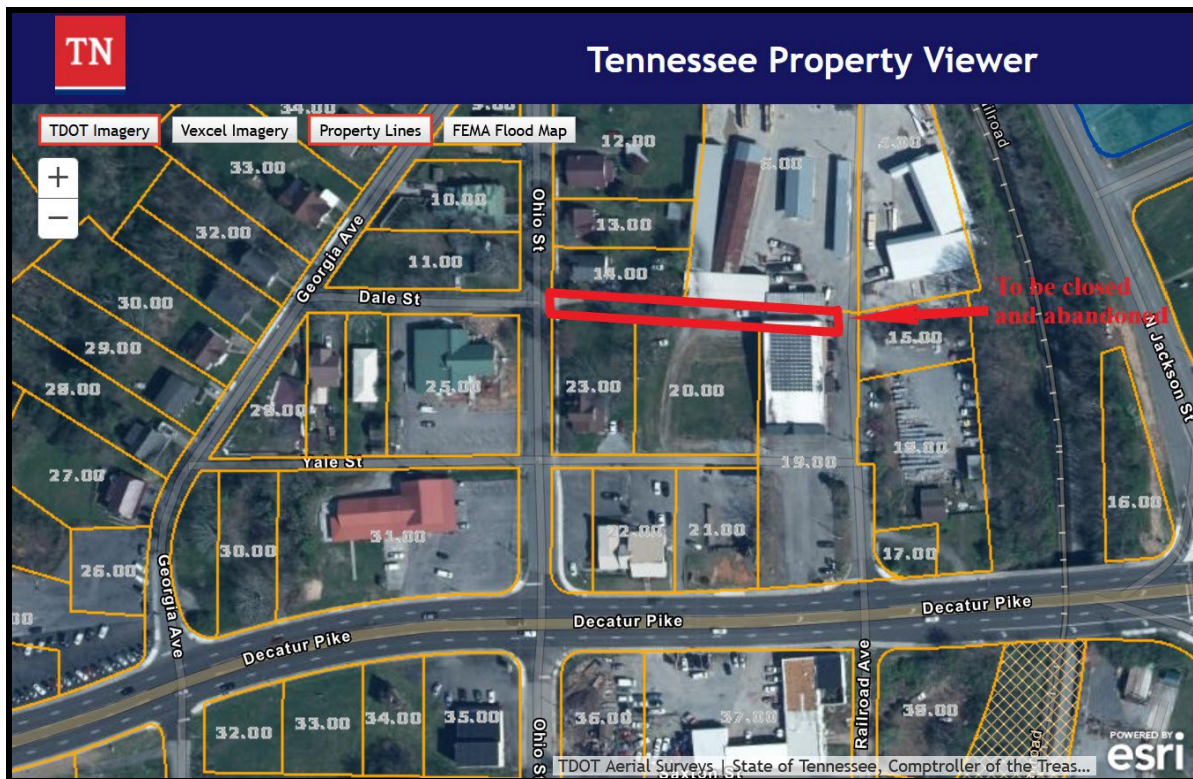 TN
Tennessee Property Viewer
TDOT Imagery
Vexcel Imagery
Property Lines
FEMA Flood Map
+
−
34.00
33.00
32.00
30.00
29.00
28.00
27.00
26.00
Georgia Ave
10.00
11.00
Dale St
Ohio St
12.00
13.00
14.00
Railroad
To be closed
and abandoned
N Jackson St
15.00
25.00
23.00
20.00
19.00
18.00
16.00
Yale St
30.00
31.00
22.00
21.00
17.00
Georgia Ave
Decatur Pike
Decatur Pike
Decatur Pike
32.00
33.00
34.00
35.00
Ohio St
36.00
37.00
Railroad Ave
38.00
Saxton St
POWERED BY
esri
TDOT Aerial Surveys | State of Tennessee, Comptroller of the Treas...